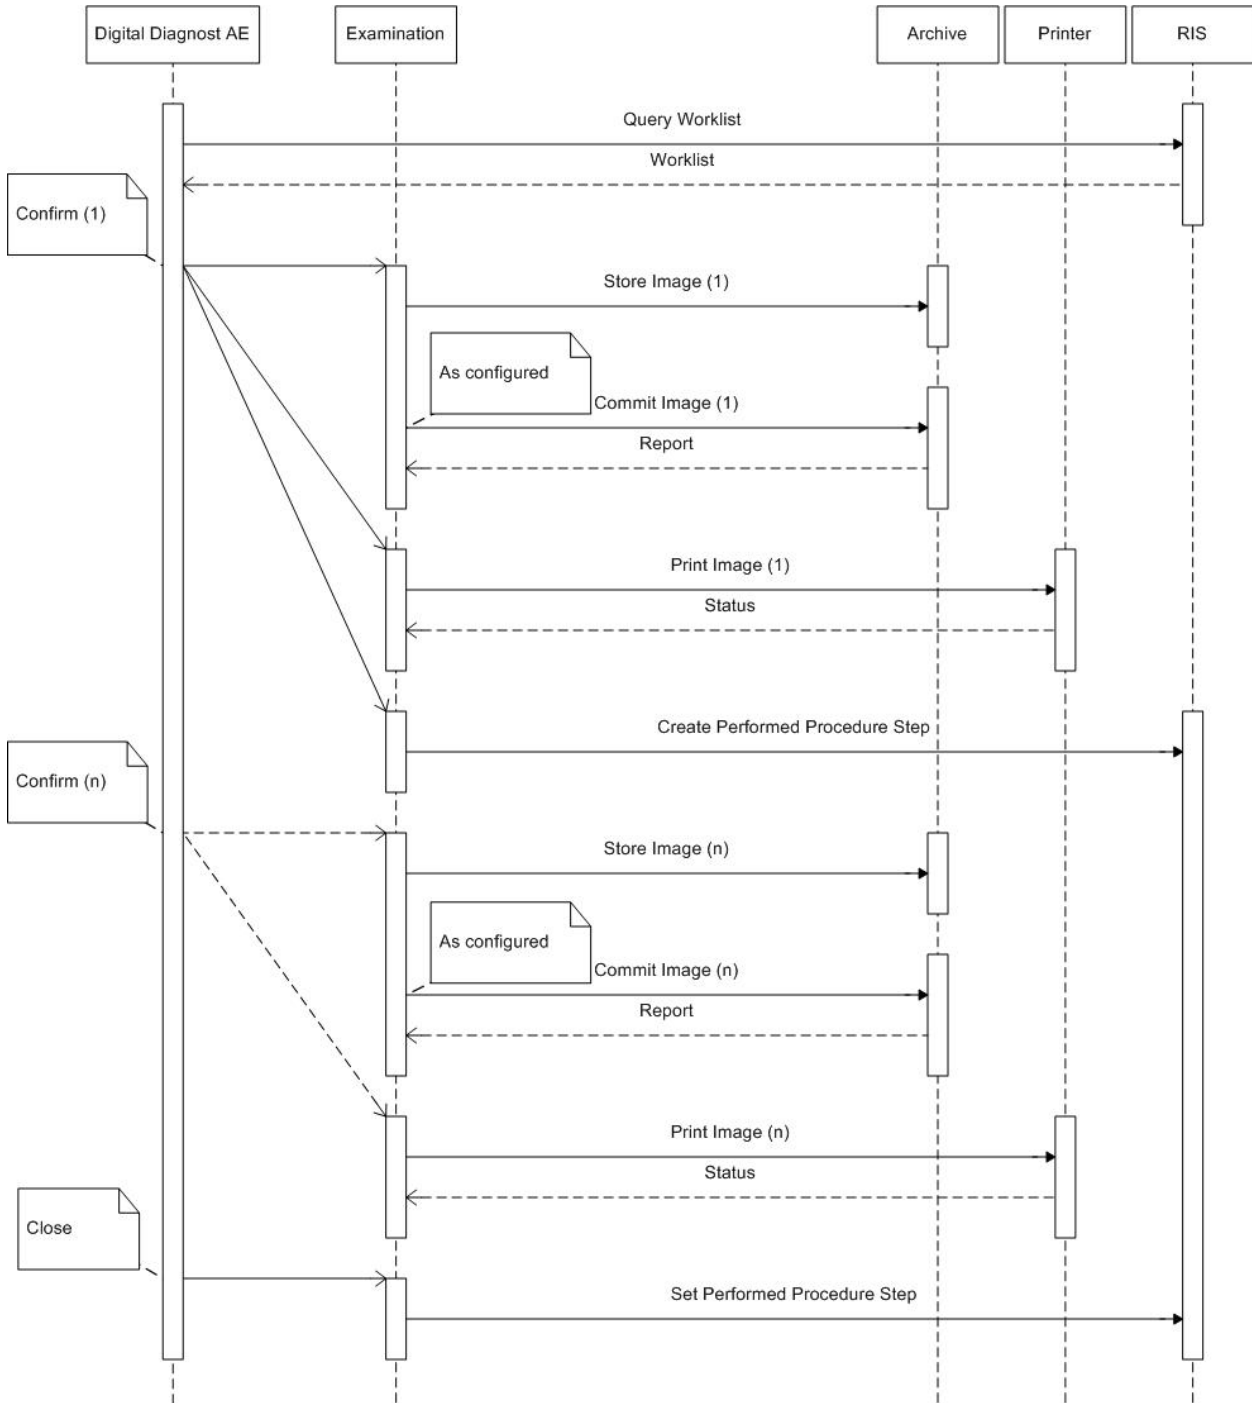 Digital Diagnost AE
Examination
Archive
Printer
RIS
Query Worklist
Worklist
Confirm (1)
Store Image (1)
As configured
Commit Image (1)
Report
Print Image (1)
Status
Create Performed Procedure Step
Confirm (n)
Store Image (n)
As configured
Commit Image (n)
Report
Print Image (n)
Status
Close
Set Performed Procedure Step